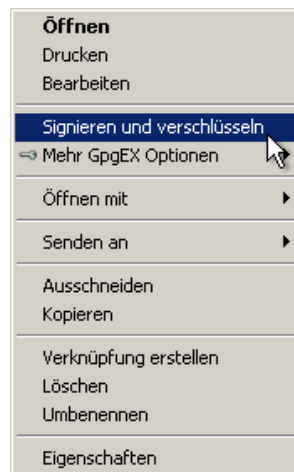 Öffnen
Drucken
Bearbeiten
Signieren und verschlüsseln
Mehr GpgEX Optionen
Öffnen mit
Senden an
Ausschneiden
Kopieren
Verknüpfung erstellen
Löschen
Umbenennen
Eigenschaften